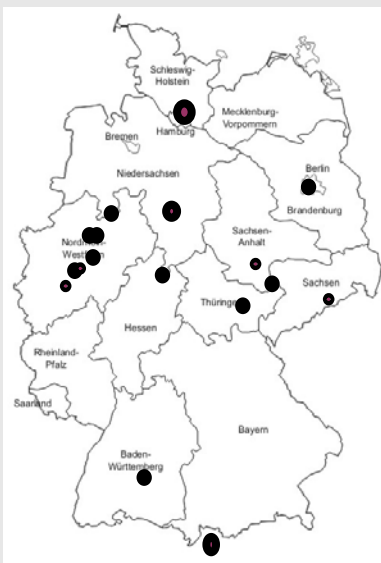 Schleswig-
Holstein
Mecklenburg-
Vorpommern
Hamburg
Bremen
Niedersachsen
Berlin
Brandenburg
Sachsen-
Anhalt
Sachsen
Hessen
Rheinland-
Pfalz
Saarland
Bayern
Baden-
Württemberg